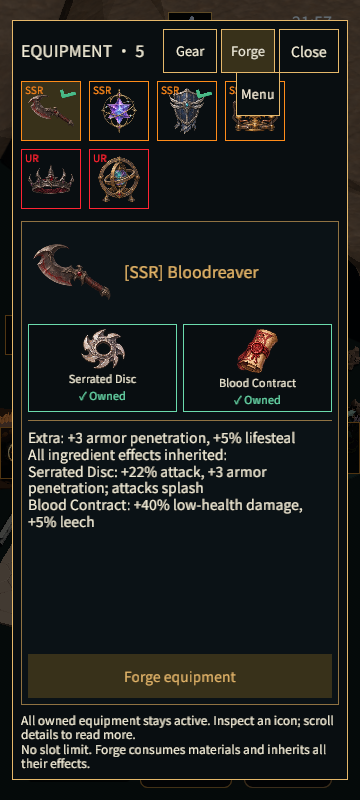 EQUIPMENT · 5
Gear
Forge
Close
Menu
SSR
SSR
SSR
UR
UR
[SSR] Bloodreaver
Serrated Disc
✓Owned
Blood Contract
✓Owned
Extra: +3 armor penetration, +5% lifesteal
All ingredient effects inherited:
Serrated Disc: +22% attack, +3 armor
penetration; attacks splash
Blood Contract: +40% low-health damage,
+5% leech
Forge equipment
All owned equipment stays active. Inspect an icon; scroll
details to read more.
No slot limit. Forge consumes materials and inherits all
their effects.